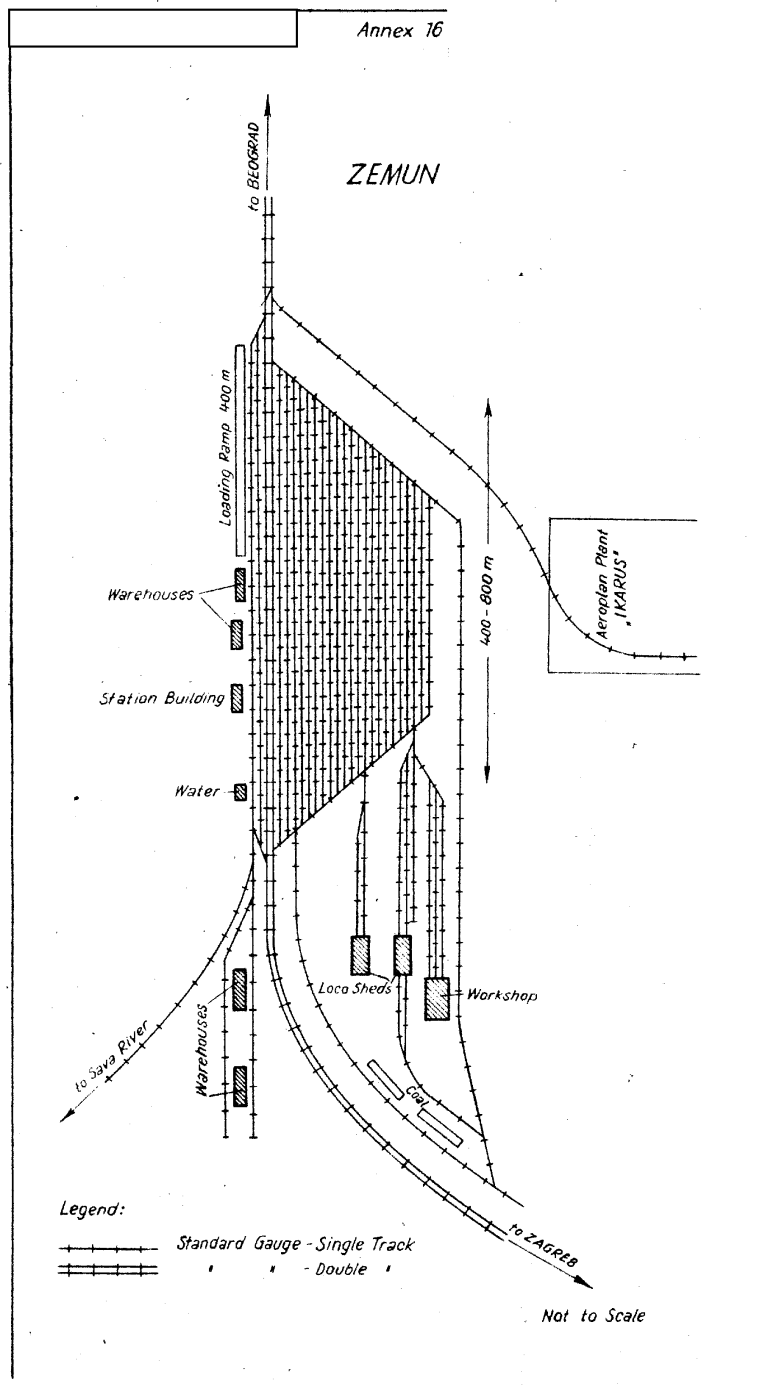 Annex 16
to BEOGRAD
ZEMUN
Loading Ramp 400 m
400 - 800 m
Aeroplan Plant
„IKARUS"
Warehouses
Station Building
Water
Loco Sheds
Workshop
to Sava River
Warehouses
Coal
Legend:
Standard Gauge - Single Track
" " - Double "
to ZAGREB
Not to Scale